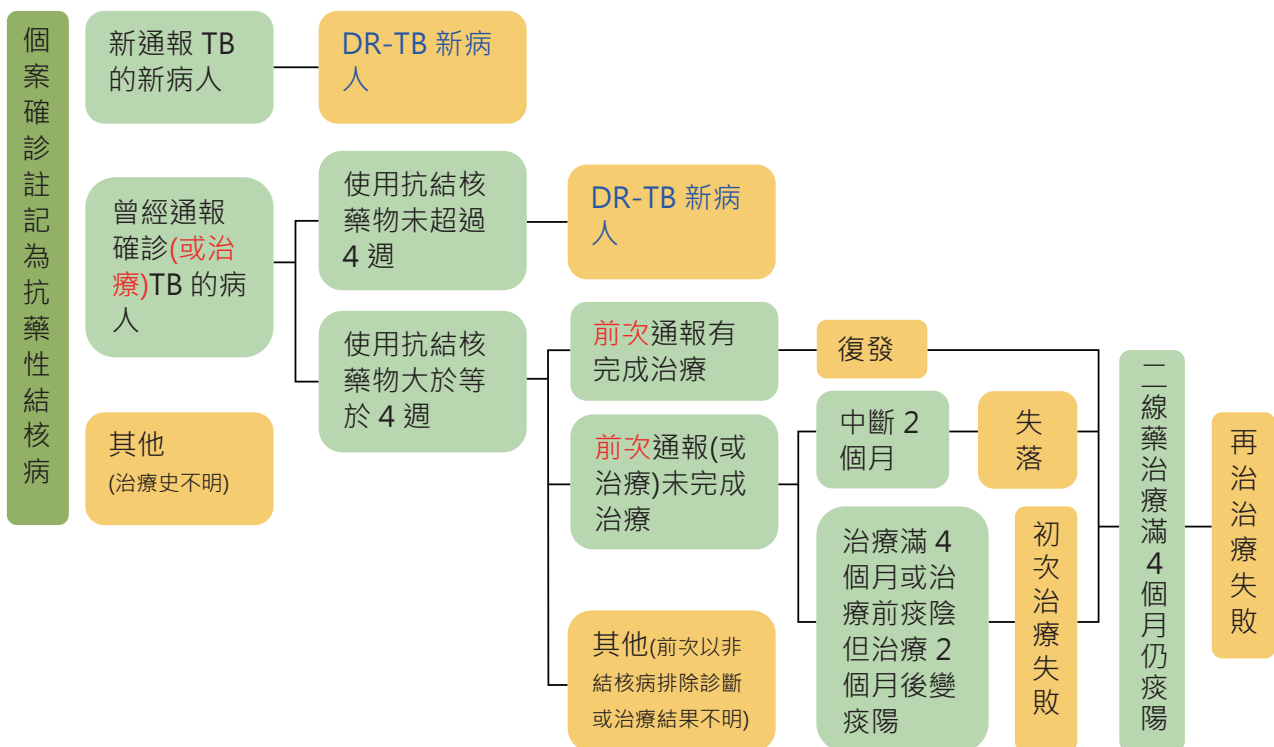 個案確診註記為抗藥性結核病
新通報 TB
的新病人
DR-TB 新病
人
曾經通報
確診(或治
療)TB 的病
人
使用抗結核
藥物未超過
4 週
DR-TB 新病
人
使用抗結核
藥物大於等
於 4 週
前次通報有
完成治療
復發
前次通報(或
治療)未完成
治療
中斷 2
個月
失落
治療滿 4
個月或治
療前痰陰
但治療 2
個月後變
痰陽
初次治療失敗
二線藥治療滿4個月仍痰陽
再治治療失敗
其他(前次以非
結核病排除診斷
或治療結果不明)
其他
(治療史不明)